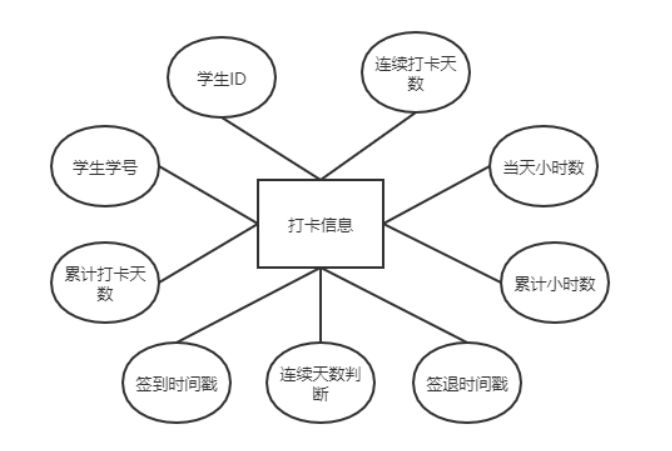 学生ID
连续打卡天
数
学生学号
当天小时数
打卡信息
累计打卡天
数
累计小时数
签到时间戳
连续天数判
断
签退时间戳